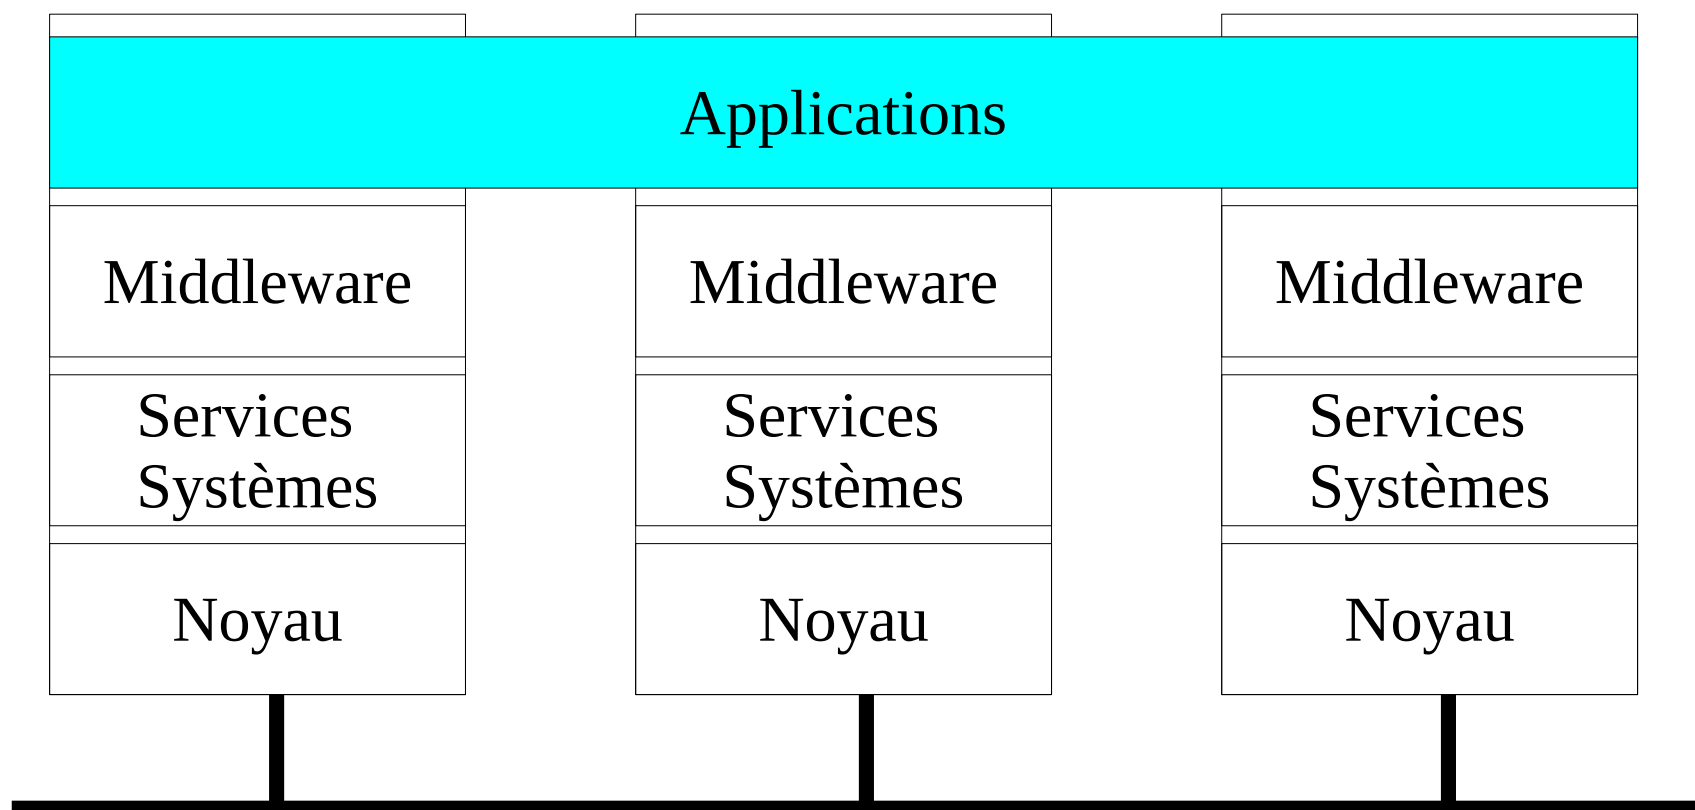 Applications
Middleware
Middleware
Middleware
Services
Systèmes
Services
Systèmes
Services
Systèmes
Noyau
Noyau
Noyau